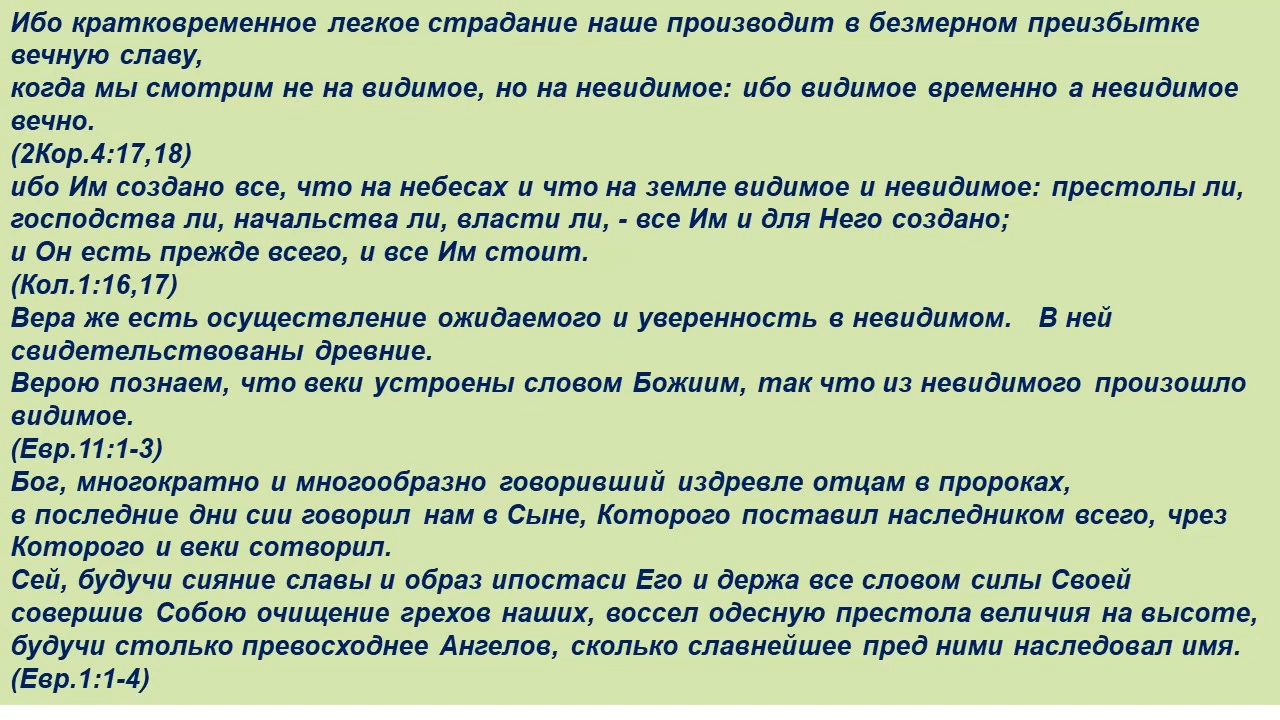 Ибо кратковременное легкое страдание наше производит в безмерном преизбытке
вечную славу,
когда мы смотрим не на видимое, но на невидимое: ибо видимое временно а невидимое
вечно.
(2Кор.4:17,18)
ибо Им создано все, что на небесах и что на земле видимое и невидимое: престолы ли,
господства ли, начальства ли, власти ли, - все Им и для Него создано;
и Он есть прежде всего, и все Им стоит.
(Кол.1:16,17)
Вера же есть осуществление ожидаемого и уверенность в невидимом. В ней
свидетельствованы древние.
Верою познаем, что веки устроены словом Божиим, так что из невидимого произошло
видимое.
(Евр.11:1-3)
Бог, многократно и многообразно говоривший издревле отцам в пророках,
в последние дни сии говорил нам в Сыне, Которого поставил наследником всего, чрез
Которого и веки сотворил.
Сей, будучи сияние славы и образ ипостаси Его и держа все словом силы Своей
совершив Собою очищение грехов наших, воссел одесную престола величия на высоте,
будучи столько превосходнее Ангелов, сколько славнейшее пред ними наследовал имя.
(Евр.1:1-4)